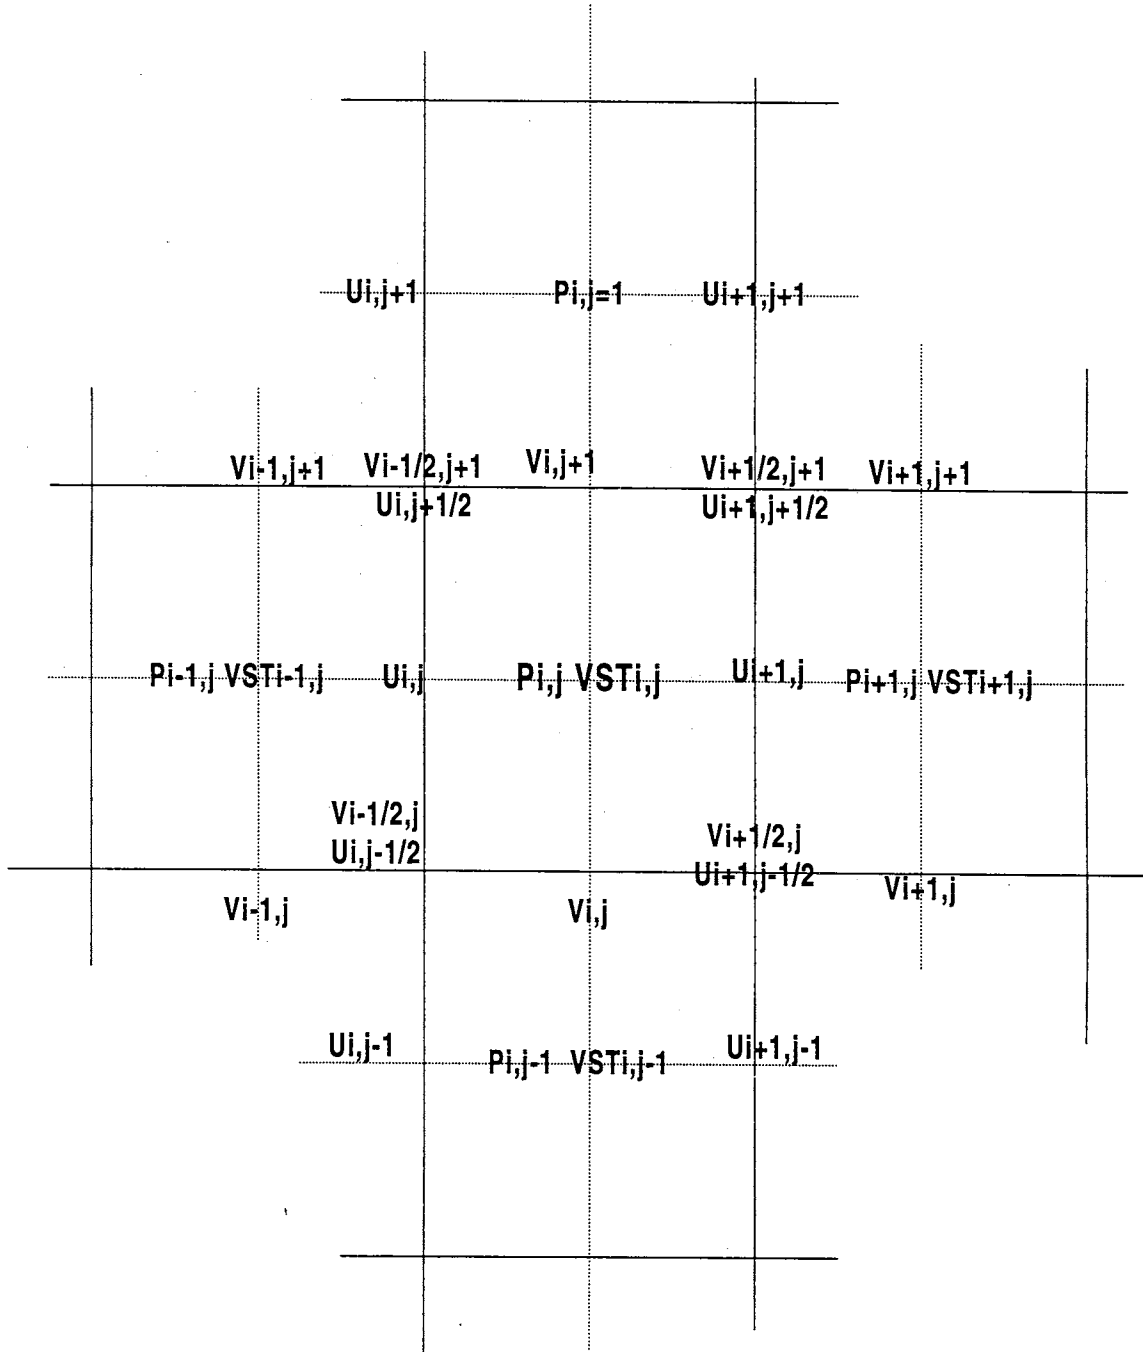 Ui,j+1 Pi,j=1 Ui+1,j+1
Vi-1,j+1 Vi-1/2,j+1 Vi,j+1 Vi+1/2,j+1 Vi+1,j+1
Ui,j+1/2 Ui+1,j+1/2
Pi-1,j VSTi-1,j Ui,j Pi,j VSTi,j Ui+1,j Pi+1,j VSTi+1,j
Vi-1/2,j Vi+1/2,j
Ui,j-1/2 Ui+1,j-1/2 Vi+1,j
Vi-1,j Vi,j
Ui,j-1 Pi,j-1 VSTi,j-1 Ui+1,j-1